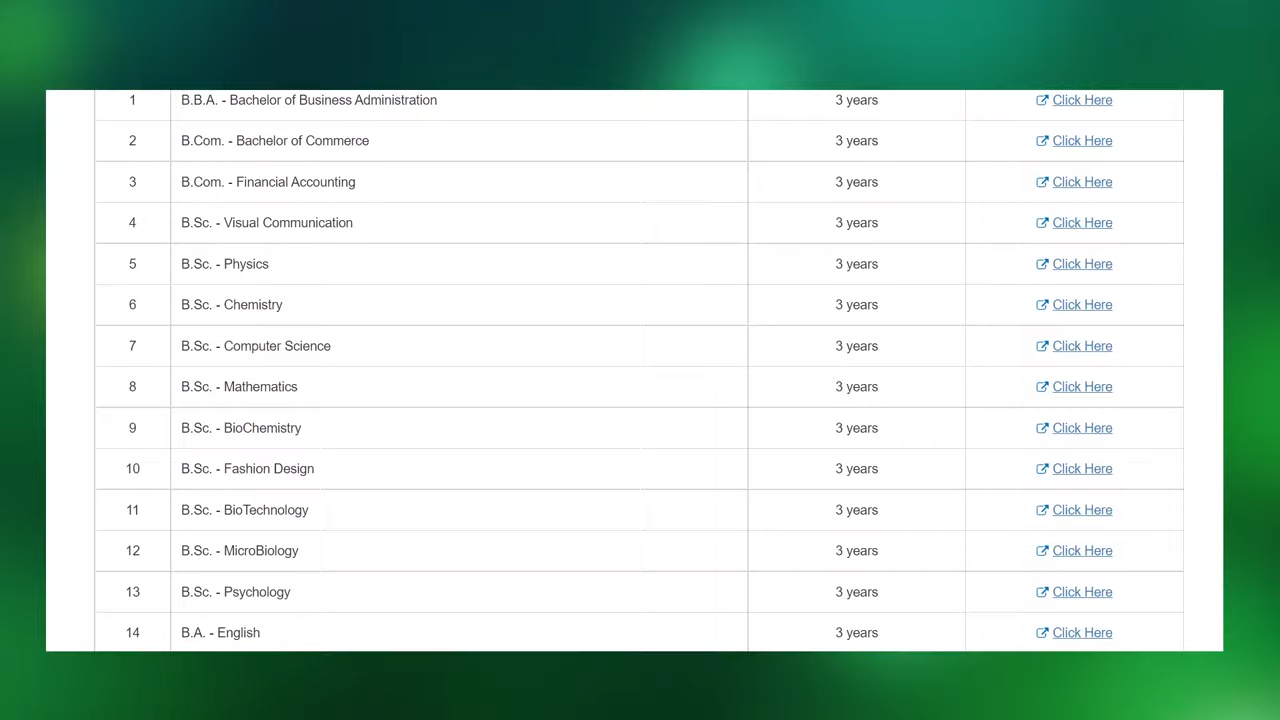 1 B.B.A. - Bachelor of Business Administration 3 years Click Here
2 B.Com. - Bachelor of Commerce 3 years Click Here
3 B.Com. - Financial Accounting 3 years Click Here
4 B.Sc. - Visual Communication 3 years Click Here
5 B.Sc. - Physics 3 years Click Here
6 B.Sc. - Chemistry 3 years Click Here
7 B.Sc. - Computer Science 3 years Click Here
8 B.Sc. - Mathematics 3 years Click Here
9 B.Sc. - BioChemistry 3 years Click Here
10 B.Sc. - Fashion Design 3 years Click Here
11 B.Sc. - BioTechnology 3 years Click Here
12 B.Sc. - MicroBiology 3 years Click Here
13 B.Sc. - Psychology 3 years Click Here
14 B.A. - English 3 years Click Here